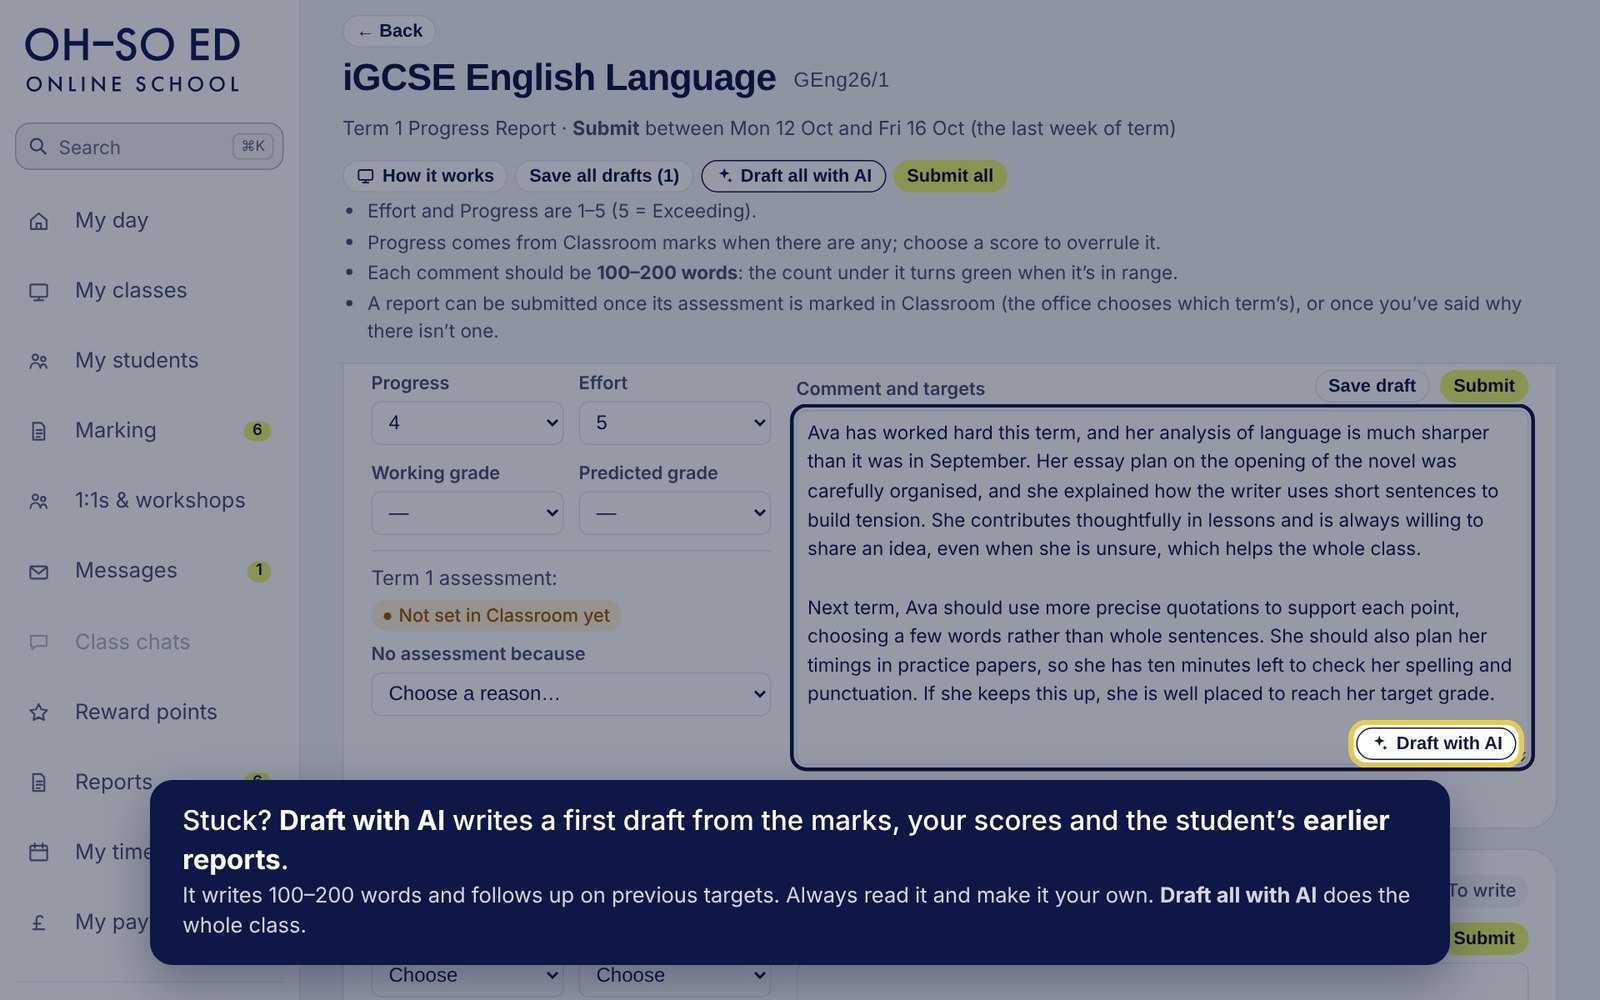 OH–SO ED
ONLINE SCHOOL
Search
⌘K
My day
My classes
My students
Marking
6
1:1s & workshops
Messages
1
Class chats
Reward points
Reports
My time
My pay
← Back
iGCSE English Language GEng26/1
Term 1 Progress Report · Submit between Mon 12 Oct and Fri 16 Oct (the last week of term)
How it works
Save all drafts (1)
Draft all with AI
Submit all
• Effort and Progress are 1–5 (5 = Exceeding).
• Progress comes from Classroom marks when there are any; choose a score to overrule it.
• Each comment should be 100–200 words: the count under it turns green when it’s in range.
• A report can be submitted once its assessment is marked in Classroom (the office chooses which term’s), or once you’ve said why
there isn’t one.
Progress
Effort
4
5
Working grade
Predicted grade
—
—
Term 1 assessment:
• Not set in Classroom yet
No assessment because
Choose a reason…
Comment and targets
Save draft
Submit
Ava has worked hard this term, and her analysis of language is much sharper
than it was in September. Her essay plan on the opening of the novel was
carefully organised, and she explained how the writer uses short sentences to
build tension. She contributes thoughtfully in lessons and is always willing to
share an idea, even when she is unsure, which helps the whole class.
Next term, Ava should use more precise quotations to support each point,
choosing a few words rather than whole sentences. She should also plan her
timings in practice papers, so she has ten minutes left to check her spelling and
punctuation. If she keeps this up, she is well placed to reach her target grade.
Draft with AI
Stuck? Draft with AI writes a first draft from the marks, your scores and the student’s earlier
reports.
It writes 100–200 words and follows up on previous targets. Always read it and make it your own. Draft all with AI does the
whole class.
To write
Submit
Choose
Choose